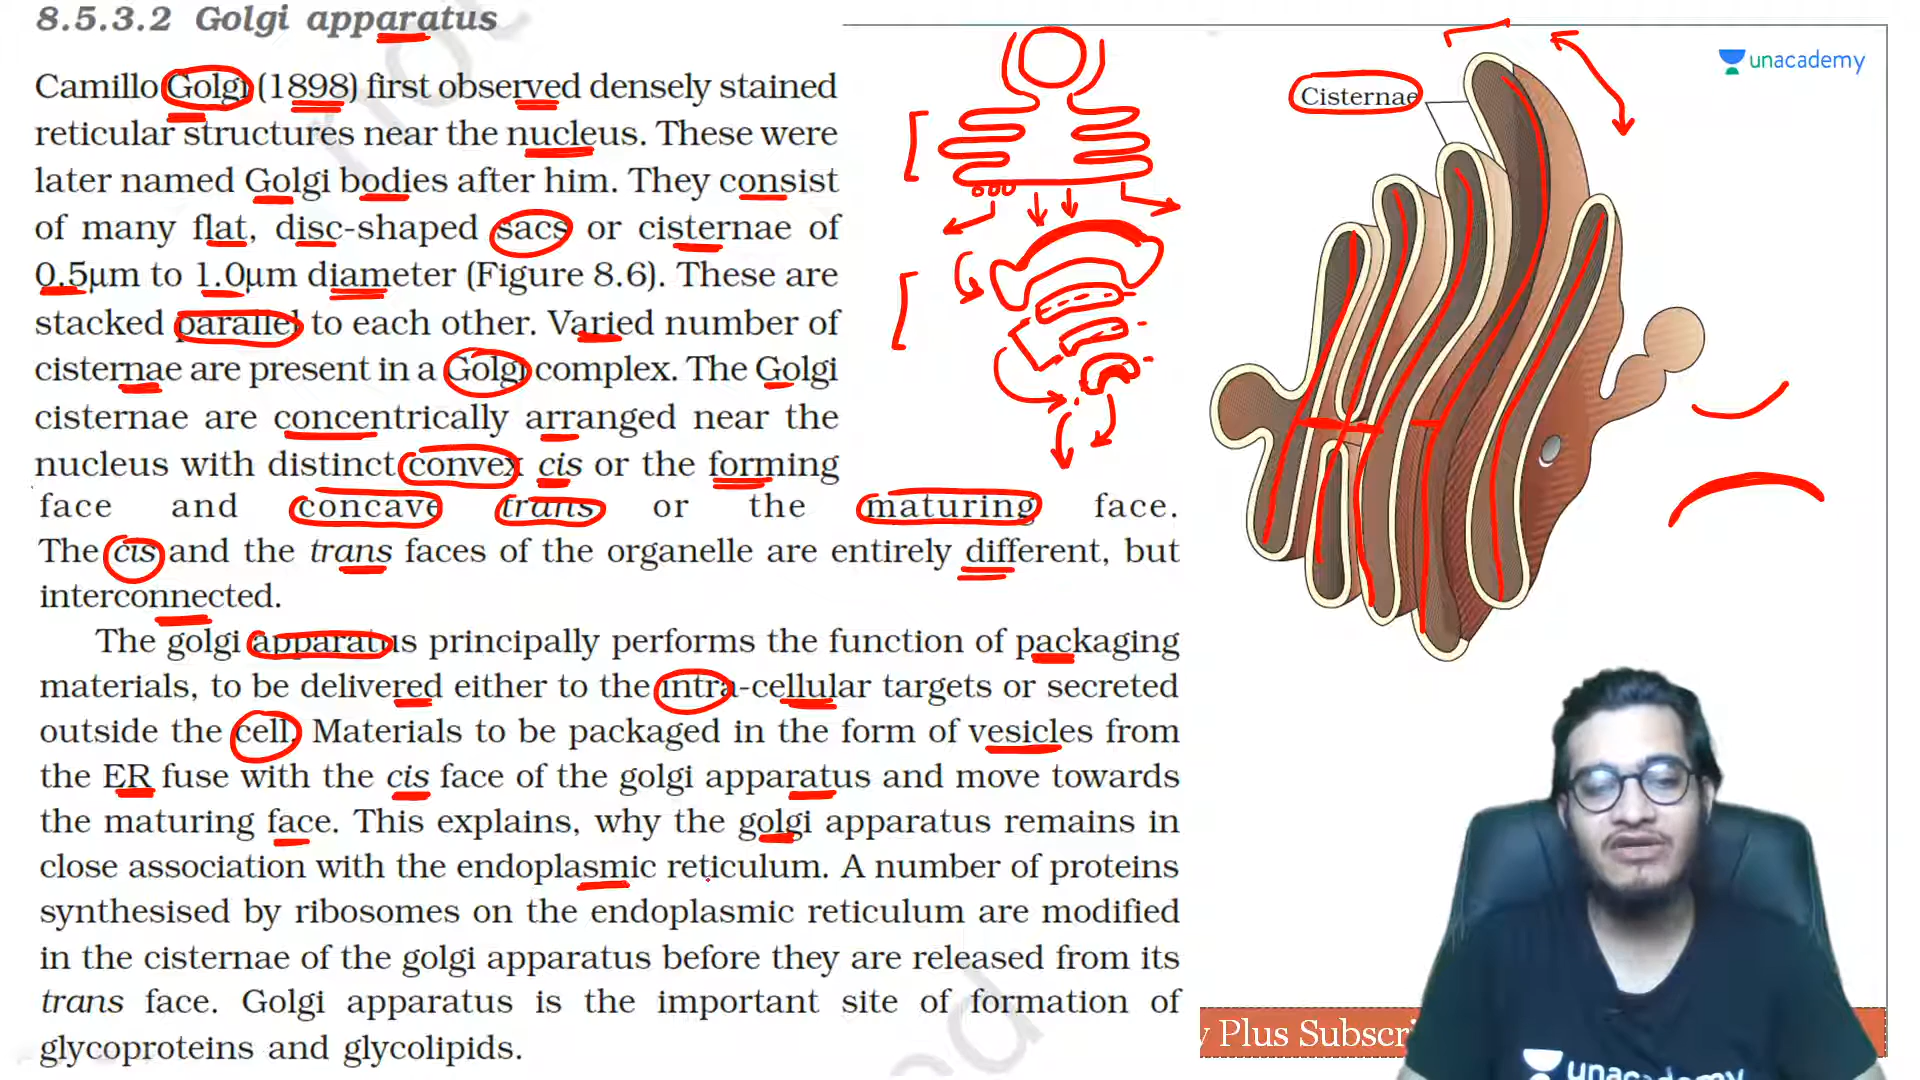 8.5.3.2 Golgi apparatus
Camillo Golgi (1898) first observed densely stained
reticular structures near the nucleus. These were
later named Golgi bodies after him. They consist
of many flat, disc-shaped sacs or cisternae of
0.5µm to 1.0µm diameter (Figure 8.6). These are
stacked parallel to each other. Varied number of
cisternae are present in a Golgi complex. The Golgi
cisternae are concentrically arranged near the
nucleus with distinct convex cis or the forming
face and concave trans or the maturing face.
The cis and the trans faces of the organelle are entirely different, but
interconnected.
The golgi apparatus principally performs the function of packaging
materials, to be delivered either to the intra-cellular targets or secreted
outside the cell. Materials to be packaged in the form of vesicles from
the ER fuse with the cis face of the golgi apparatus and move towards
the maturing face. This explains, why the golgi apparatus remains in
close association with the endoplasmic reticulum. A number of proteins
synthesised by ribosomes on the endoplasmic reticulum are modified
in the cisternae of the golgi apparatus before they are released from its
trans face. Golgi apparatus is the important site of formation of
glycoproteins and glycolipids.
Cisternae
unacademy
y Plus Subscri
unacademy